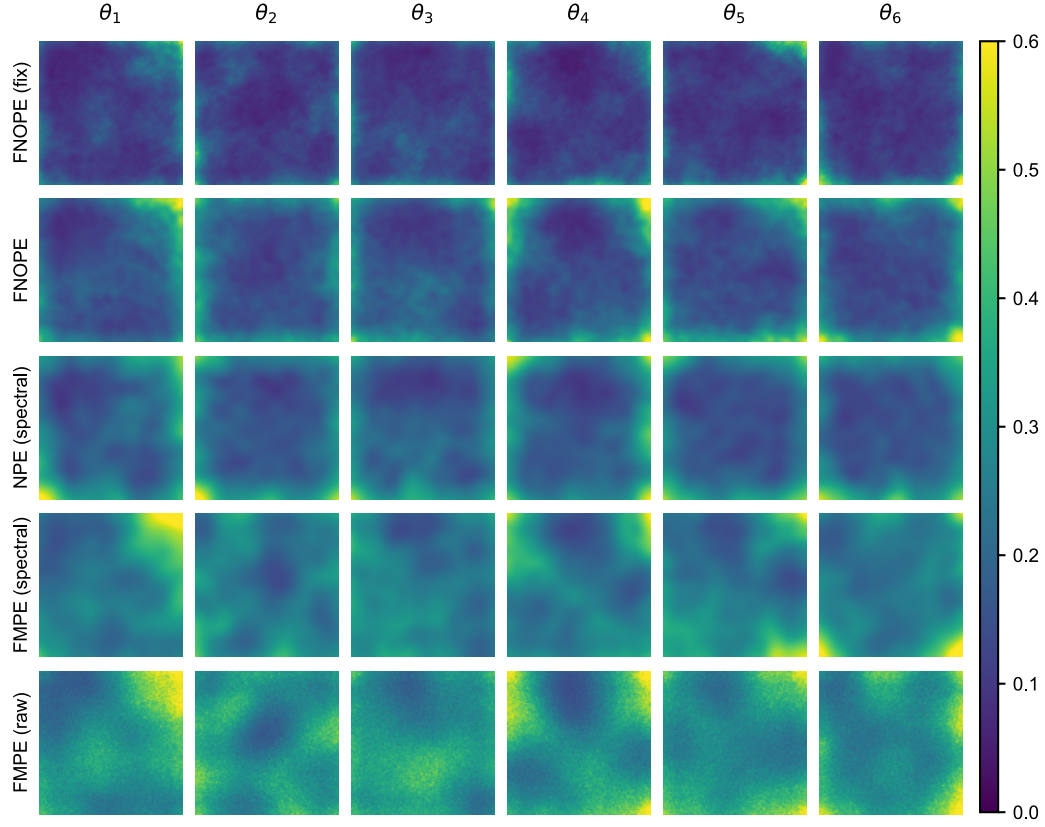 θ1 θ2 θ3 θ4 θ5 θ6
FNOPE (fix)
FNOPE
NPE (spectral)
FMPE (spectral)
FMPE (raw)
0.6
0.5
0.4
0.3
0.2
0.1
0.0